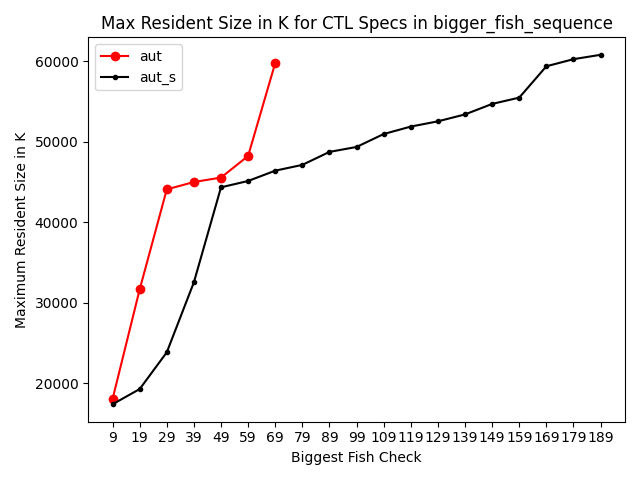 Max Resident Size in K for CTL Specs in bigger_fish_sequence
aut
aut_s
Maximum Resident Size in K
60000
50000
40000
30000
20000
9 19 29 39 49 59 69 79 89 99 109 119 129 139 149 159 169 179 189
Biggest Fish Check